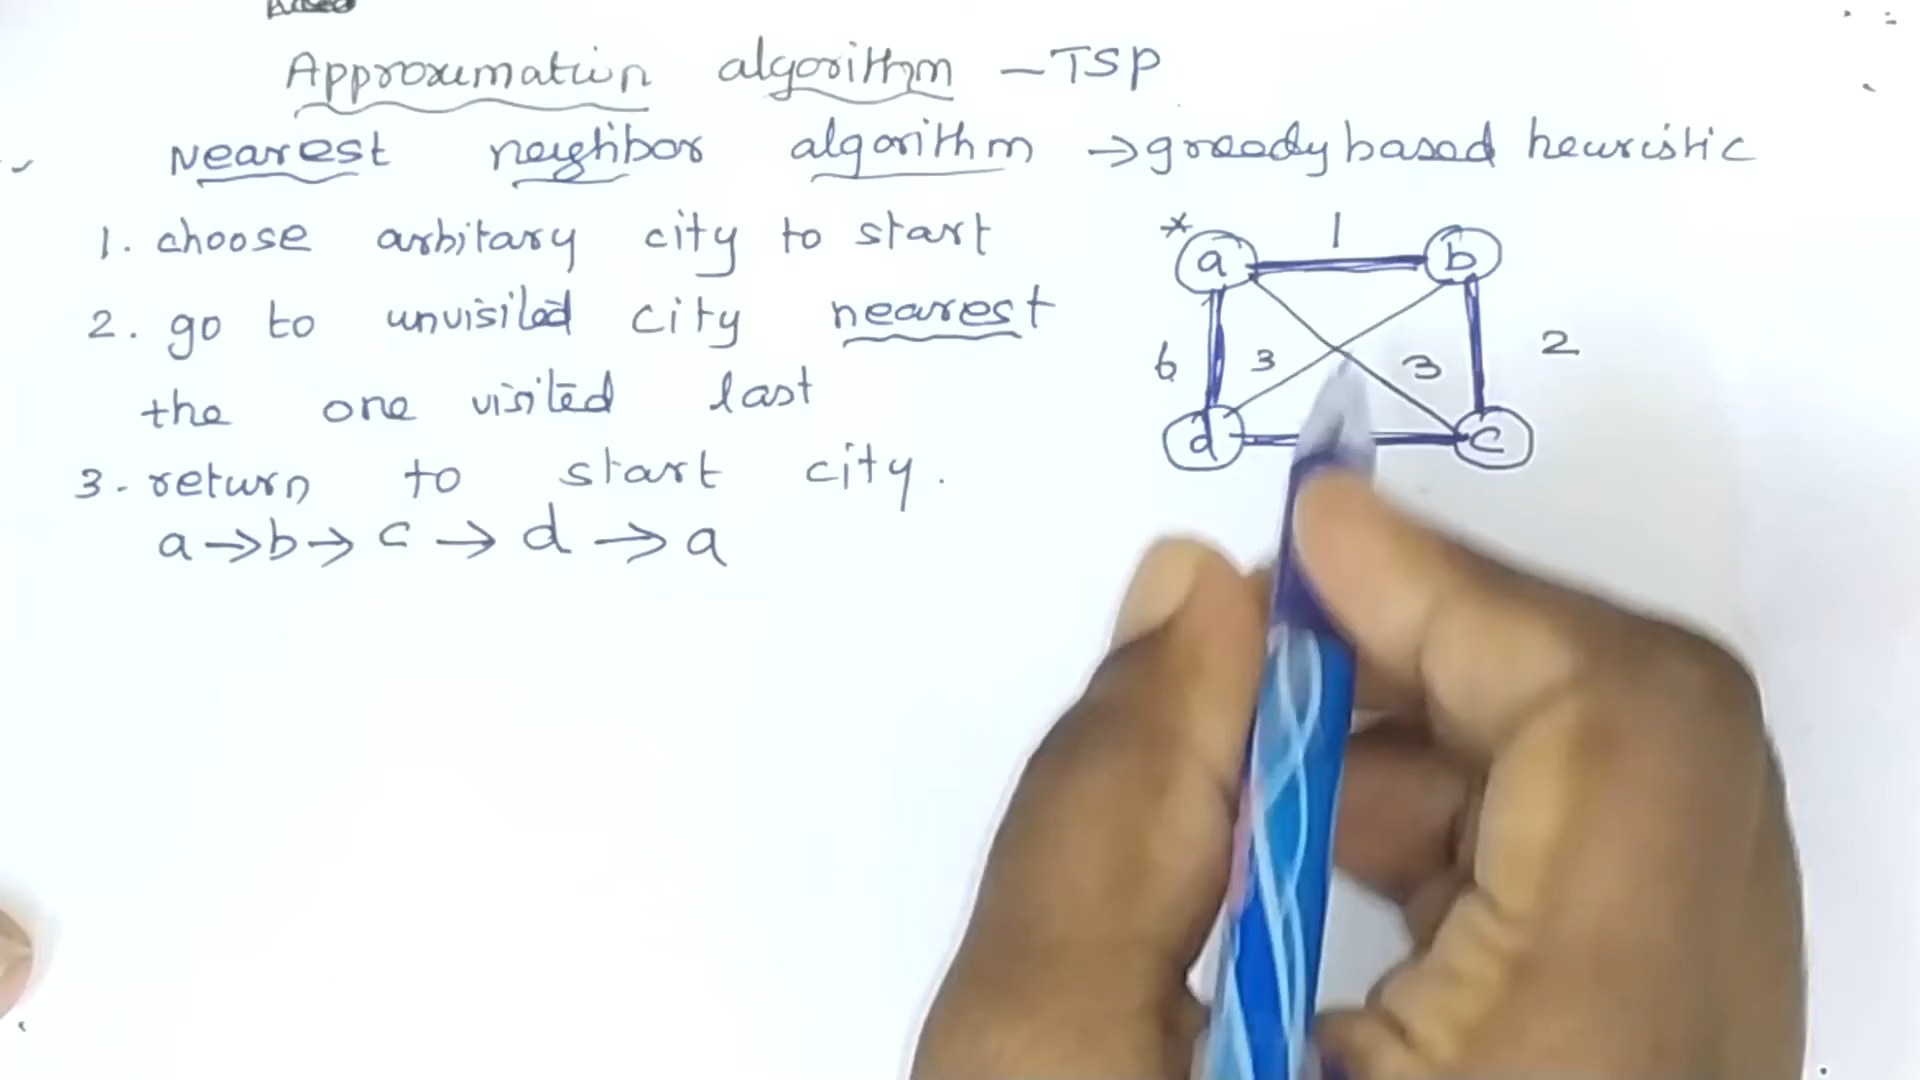 Approximation algorithm - TSP
Nearest neighbor algorithm → greedy based heuristic
1. choose arbitary city to start
2. go to unvisited city nearest
the one visited last
3. return to start city.
a → b → c → d → a
* a 1 b
6 3 3 2
d c